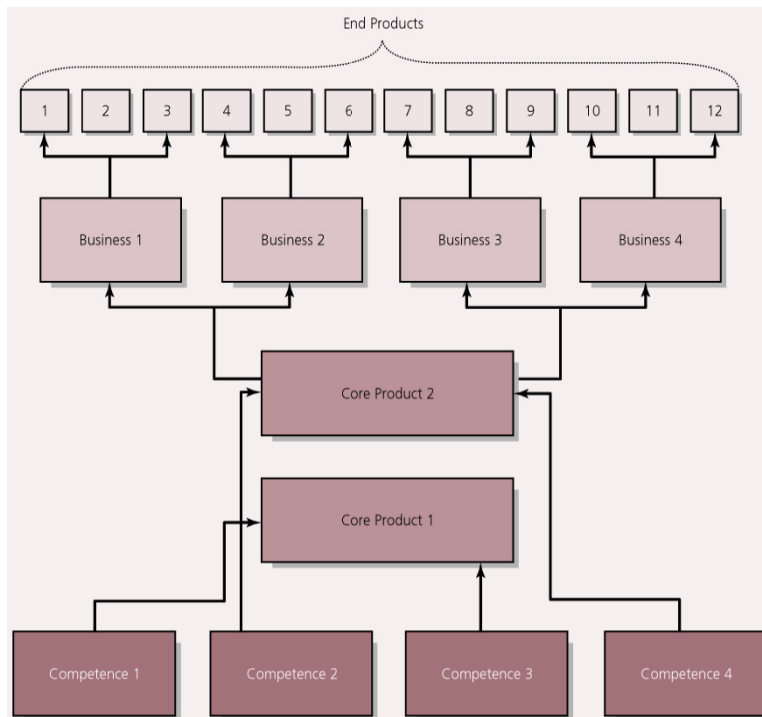 End Products
1 2 3 4 5 6 7 8 9 10 11 12
Business 1 Business 2 Business 3 Business 4
Core Product 2
Core Product 1
Competence 1 Competence 2 Competence 3 Competence 4